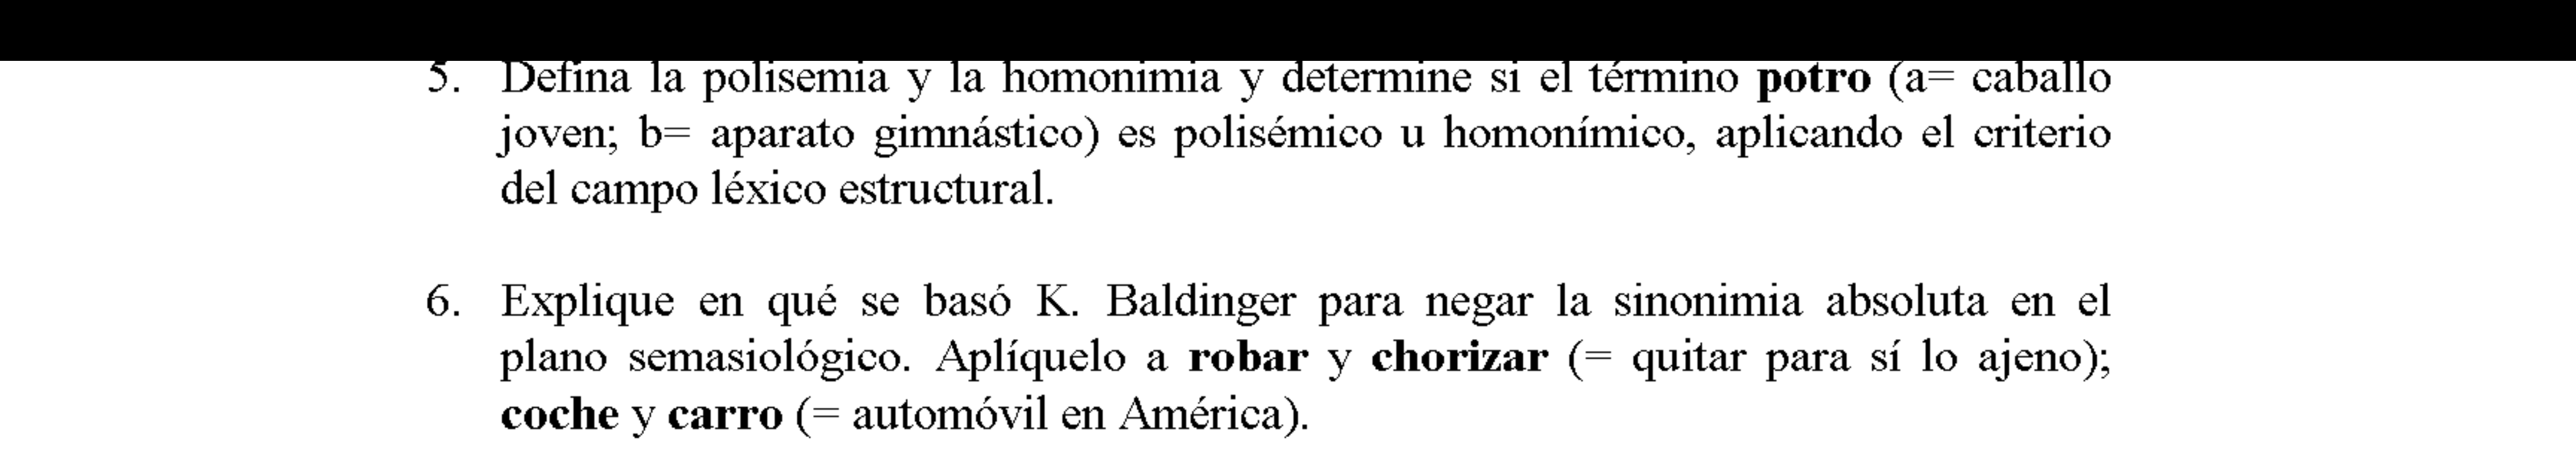 5. Defina la polisemia y la homonimia y determine si el término potro (a= caballo
joven; b= aparato gimnástico) es polisémico u homonímico, aplicando el criterio
del campo léxico estructural.
6. Explique en qué se basó K. Baldinger para negar la sinonimia absoluta en el
plano semasiológico. Aplíquelo a robar y chorizar (= quitar para sí lo ajeno);
coche y carro (= automóvil en América).